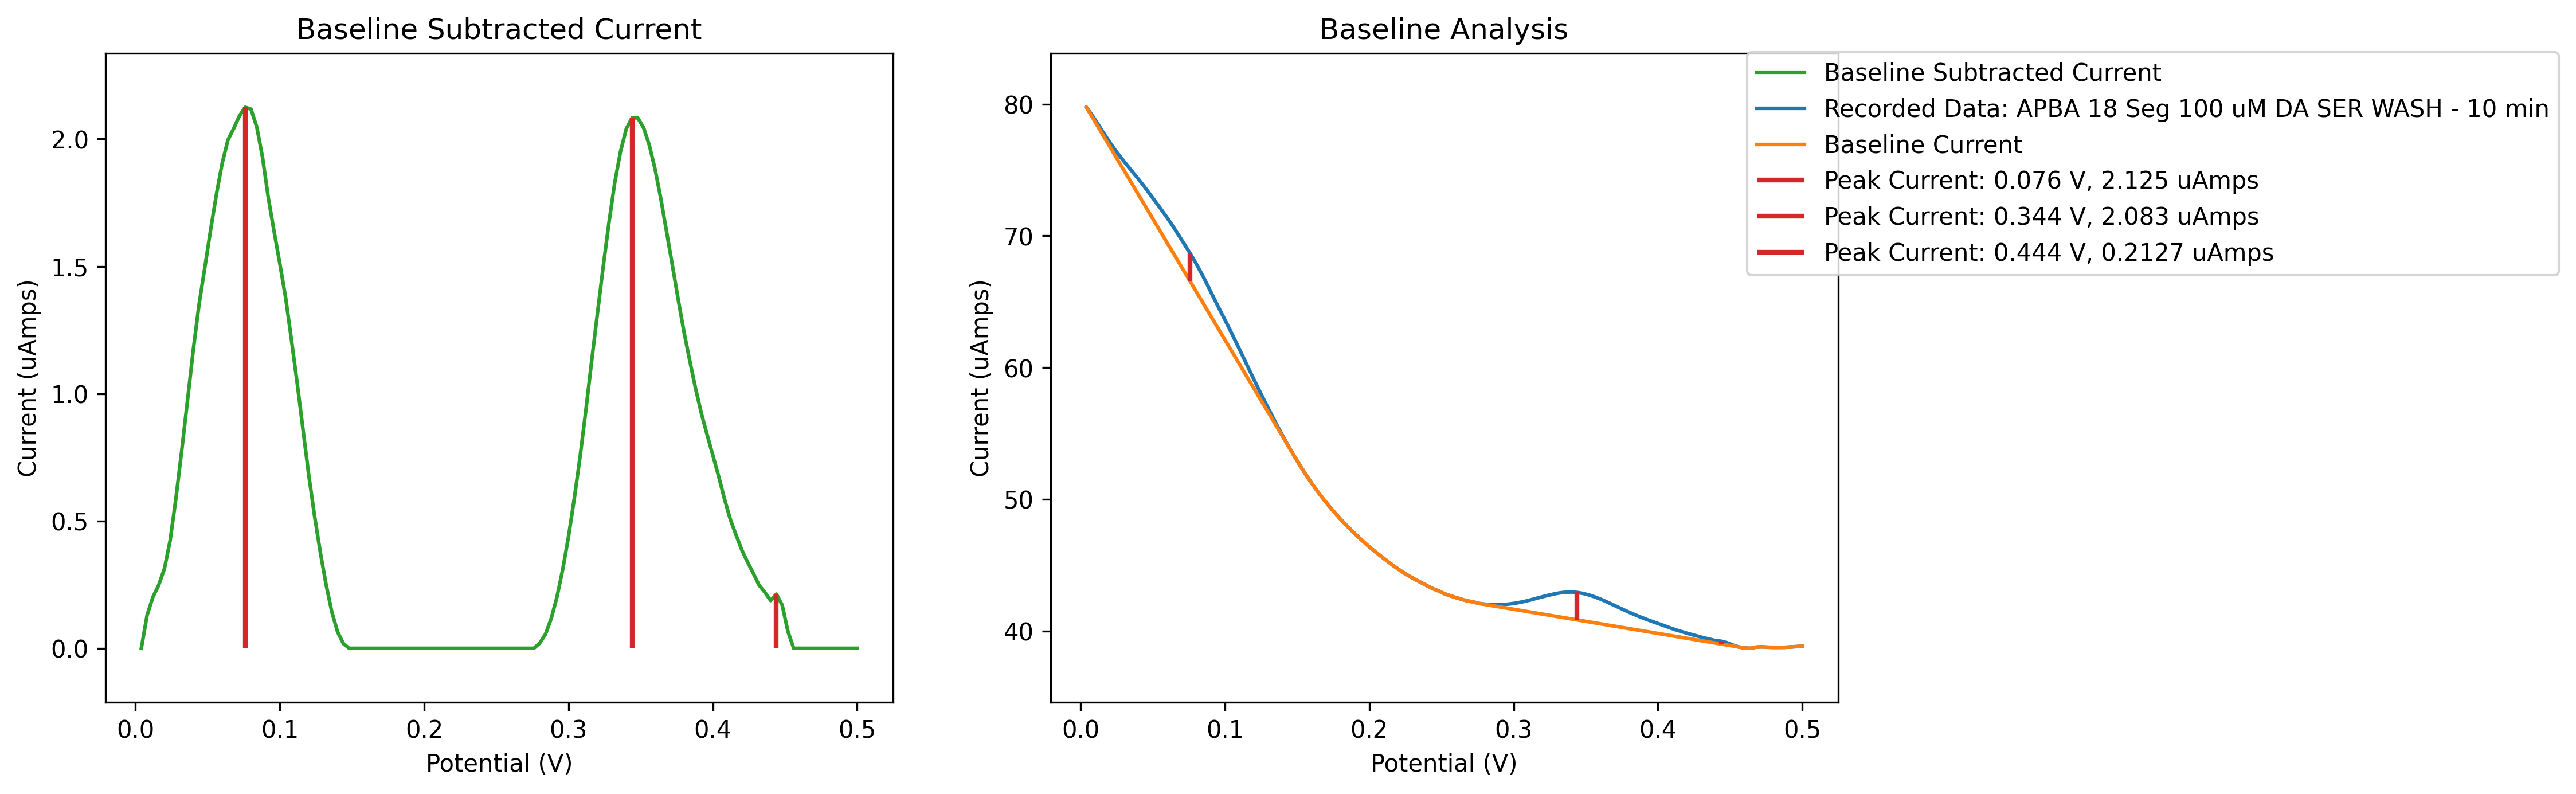 Baseline Subtracted Current
Current (uAmps)
2.0
1.5
1.0
0.5
0.0
0.0 0.1 0.2 0.3 0.4 0.5
Potential (V)
Baseline Analysis
Current (uAmps)
80
70
60
50
40
0.0 0.1 0.2 0.3 0.4 0.5
Potential (V)
Baseline Subtracted Current
Recorded Data: APBA 18 Seg 100 uM DA SER WASH - 10 min
Baseline Current
Peak Current: 0.076 V, 2.125 uAmps
Peak Current: 0.344 V, 2.083 uAmps
Peak Current: 0.444 V, 0.2127 uAmps